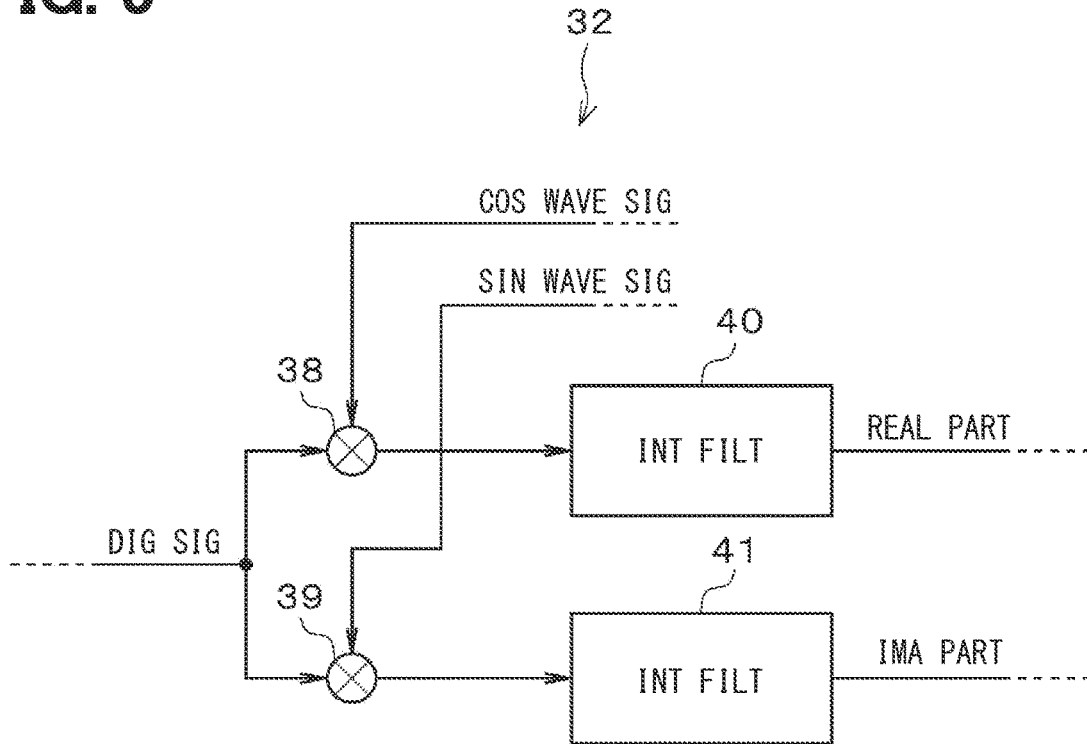 32
COS WAVE SIG
SIN WAVE SIG
40
38
INT FILT
REAL PART
DIG SIG
41
39
INT FILT
IMA PART